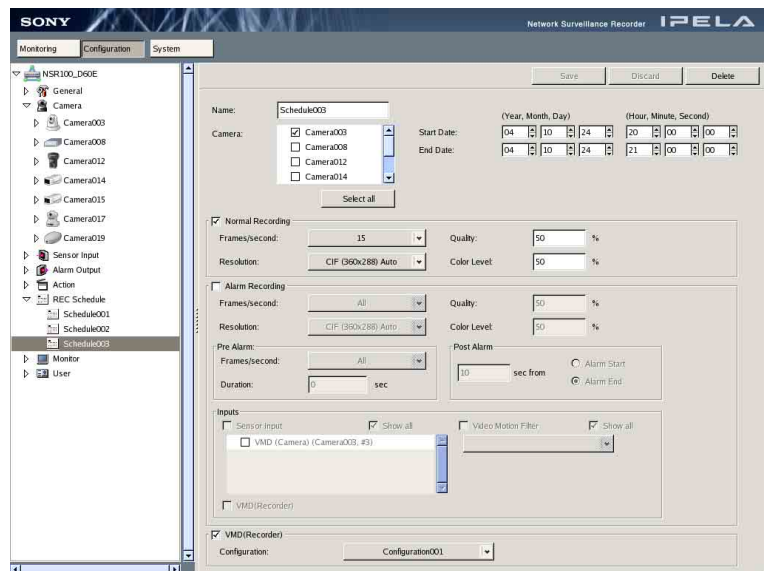 SONY
Network Surveillance Recorder IPELA
Monitoring Configuration System
NSR100_D60E
General
Camera
Camera003
Camera008
Camera012
Camera014
Camera015
Camera017
Camera019
Sensor Input
Alarm Output
Action
REC Schedule
Schedule001
Schedule002
Schedule003
Monitor
User
Save Discard Delete
Name: Schedule003
Camera:
Camera003
Camera008
Camera012
Camera014
Select all
(Year, Month, Day) (Hour, Minute, Second)
Start Date: 04 10 24 20 00 00
End Date: 04 10 24 21 00 00
Normal Recording
Frames/second: 15 Quality: 50 %
Resolution: CIF (360x288) Auto Color Level: 50 %
Alarm Recording
Frames/second: All Quality: 50 %
Resolution: CIF (360x288) Auto Color Level: 50 %
Pre Alarm:
Frames/second: All
Duration: 0 sec
Post Alarm
10 sec from
Alarm Start
Alarm End
Inputs
Sensor input Show all Video Motion Filter Show all
VMD (Camera) (Camera003, #3)
VMD(Recorder)
VMD(Recorder)
Configuration: Configuration001